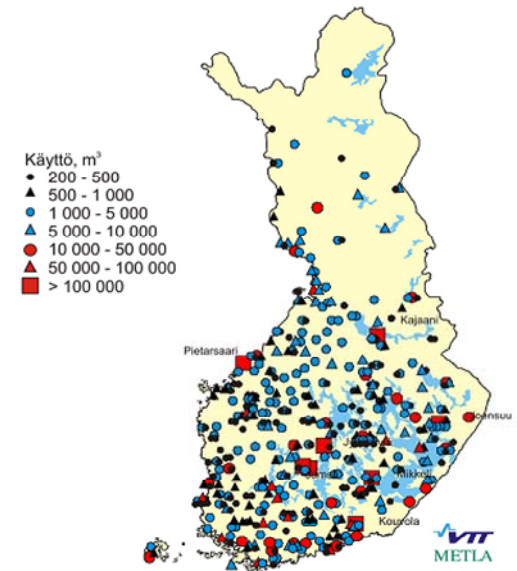 Käyttö, m³
200 - 500
500 - 1 000
1 000 - 5 000
5 000 - 10 000
10 000 - 50 000
50 000 - 100 000
> 100 000
Kajaani
Pietarsaari
Mikkeli
Kouvola
VTT
METLA